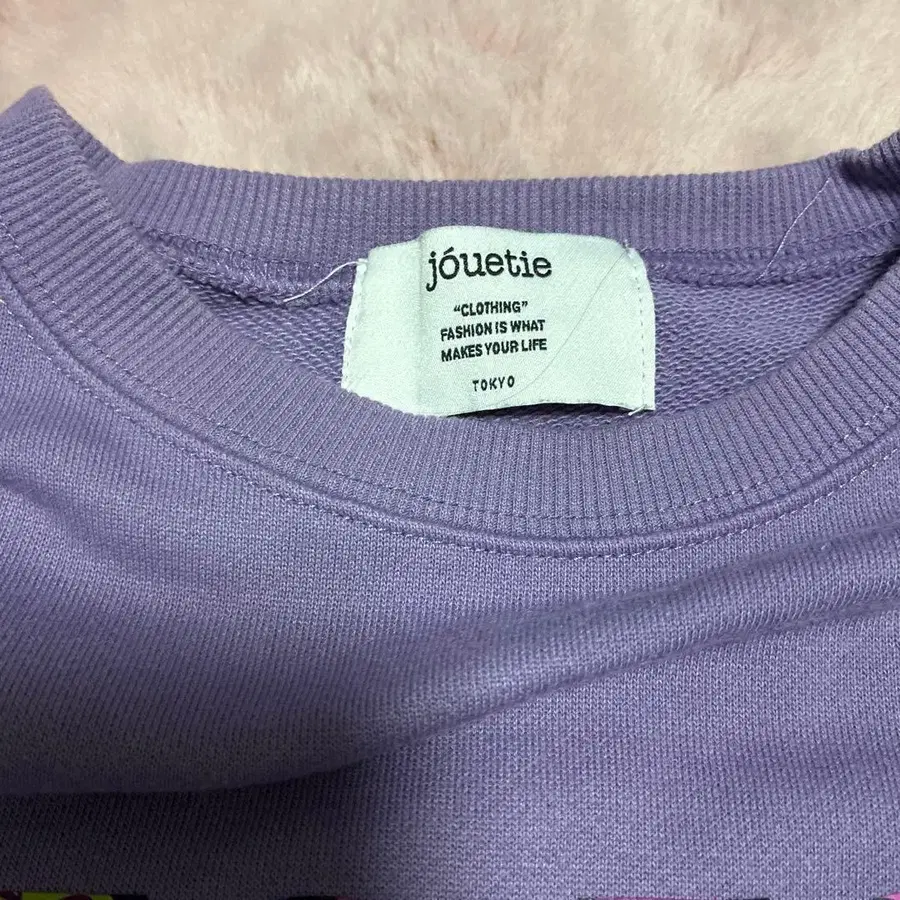 jóuetie
“CLOTHING”
FASHION IS WHAT
MAKES YOUR LIFE
TOKYO